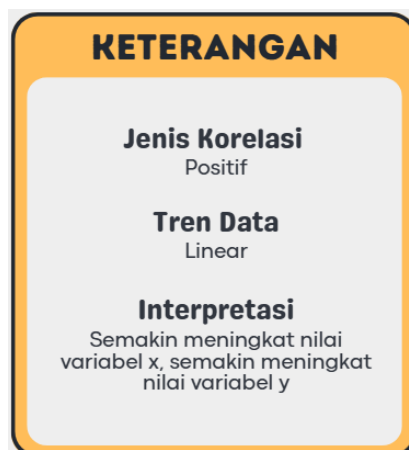 KETERANGAN
Jenis Korelasi
Positif
Tren Data
Linear
Interpretasi
Semakin meningkat nilai
variabel x, semakin meningkat
nilai variabel y